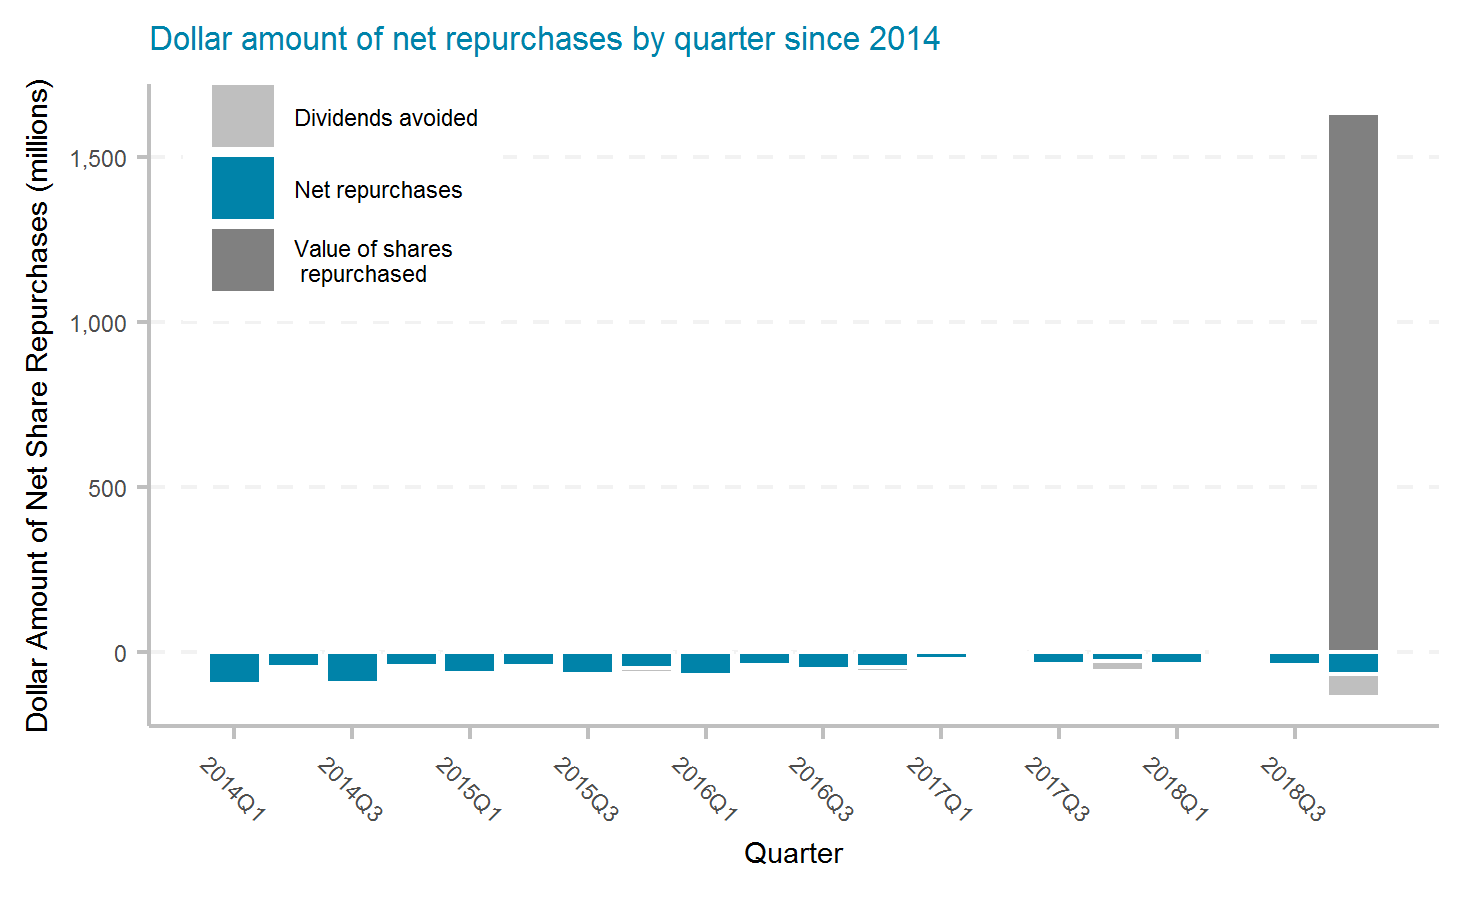 Dollar amount of net repurchases by quarter since 2014
Dollar Amount of Net Share Repurchases (millions)
Dividends avoided
Net repurchases
Value of shares
repurchased
1,500
1,000
500
0
2014Q1
2014Q3
2015Q1
2015Q3
2016Q1
2016Q3
2017Q1
2017Q3
2018Q1
2018Q3
Quarter